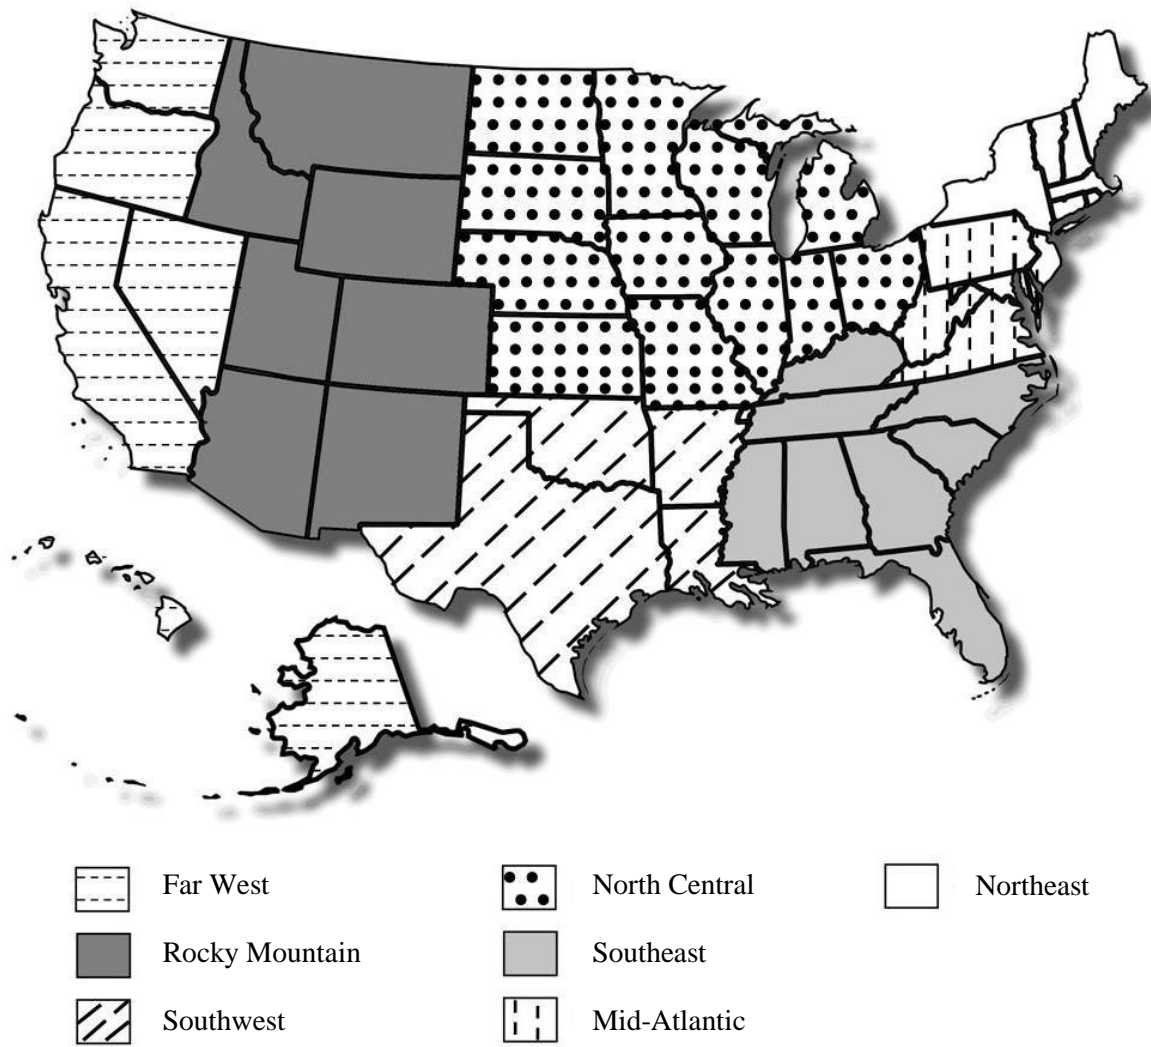 Far West
North Central
Northeast
Rocky Mountain
Southeast
Southwest
Mid-Atlantic